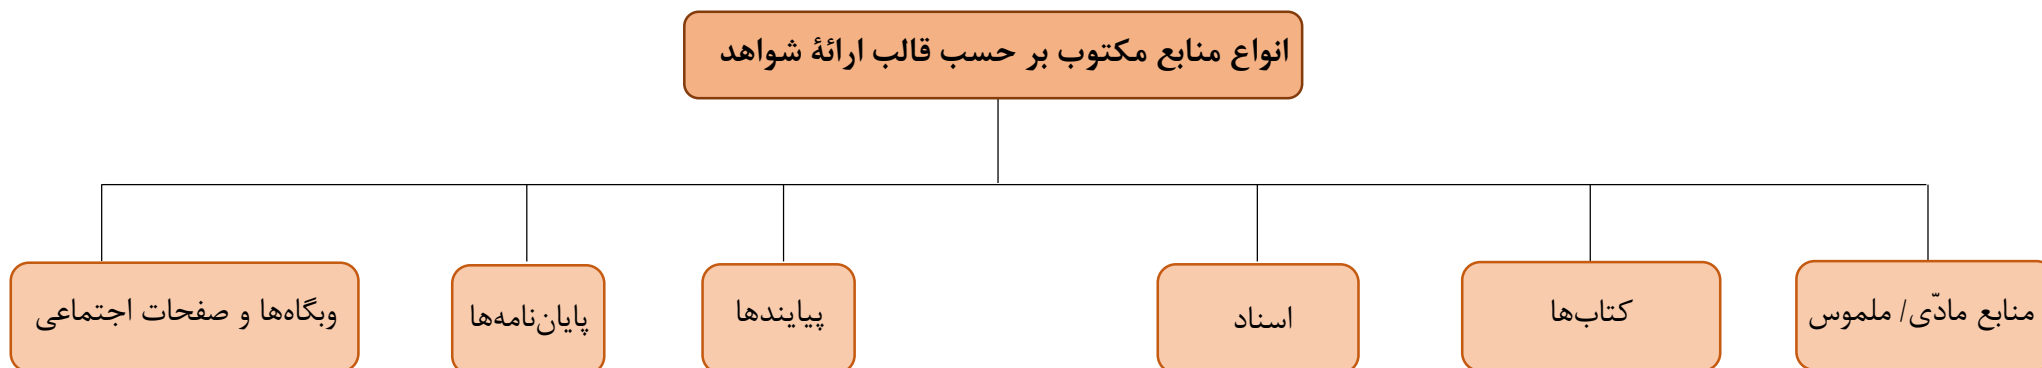 انواع منابع مکتوب بر حسب قالب ارائۀ شواهد
منابع مادّی/ ملموس
کتاب‌ها
اسناد
پیایندها
پایان‌نامه‌ها
وبگاه‌ها و صفحات اجتماعی